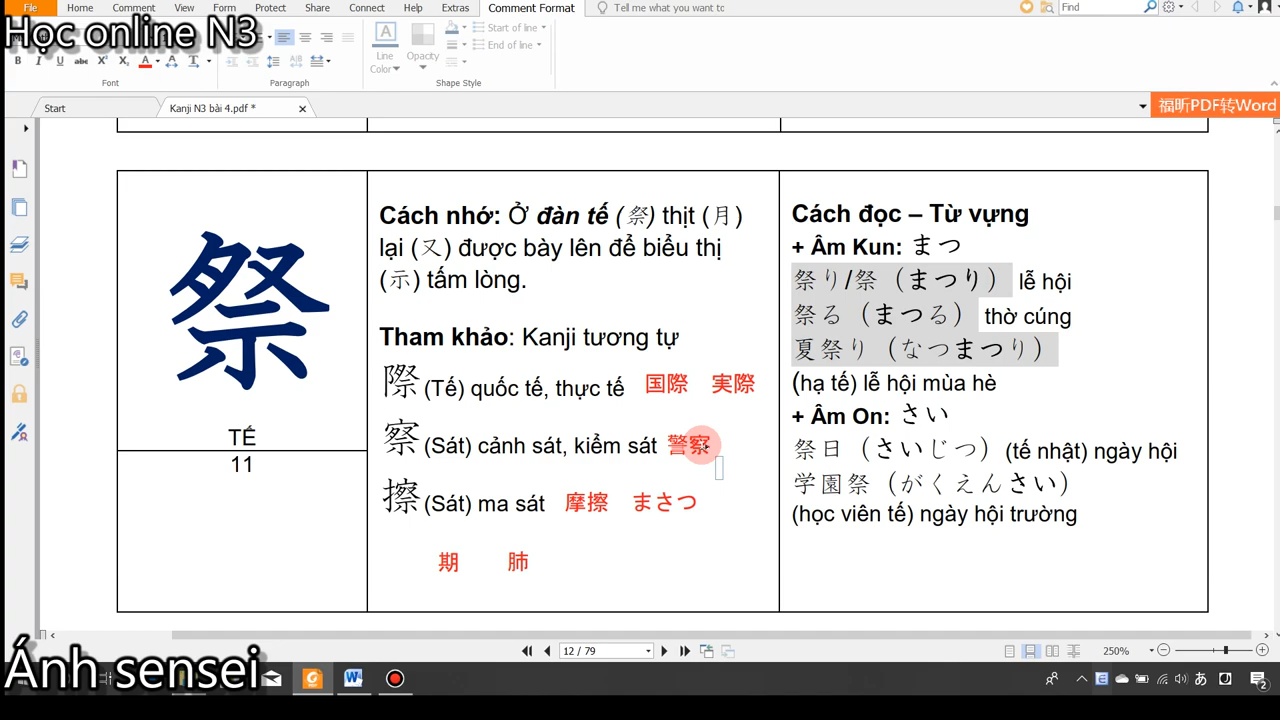 File Home Comment View Form Protect Share Connect Help Extras Comment Format Tell me what you want to Find
Học online N3
Line Color
Opacity
Start of line
End of line
Font Paragraph Shape Style
Start Kanji N3 bài 4.pdf *
福昕PDF转Word
祭
TẾ
11
Cách nhớ: Ở đàn tế (祭) thịt (月)
lại (又) được bày lên để biểu thị
(示) tấm lòng.
Tham khảo: Kanji tương tự
際 (Tế) quốc tế, thực tế 国際 実際
察 (Sát) cảnh sát, kiểm sát 警察
擦 (Sát) ma sát 摩擦 まさつ
期 肺
Cách đọc – Từ vựng
+ Âm Kun: まつ
祭り/祭（まつり） lễ hội
祭る（まつる） thờ cúng
夏祭り（なつまつり）
(hạ tế) lễ hội mùa hè
+ Âm On: さい
祭日（さいじつ）(tế nhật) ngày hội
学園祭（がくえんさい）
(học viên tế) ngày hội trường
12 / 79
250%
Ánh sensei
あ
2